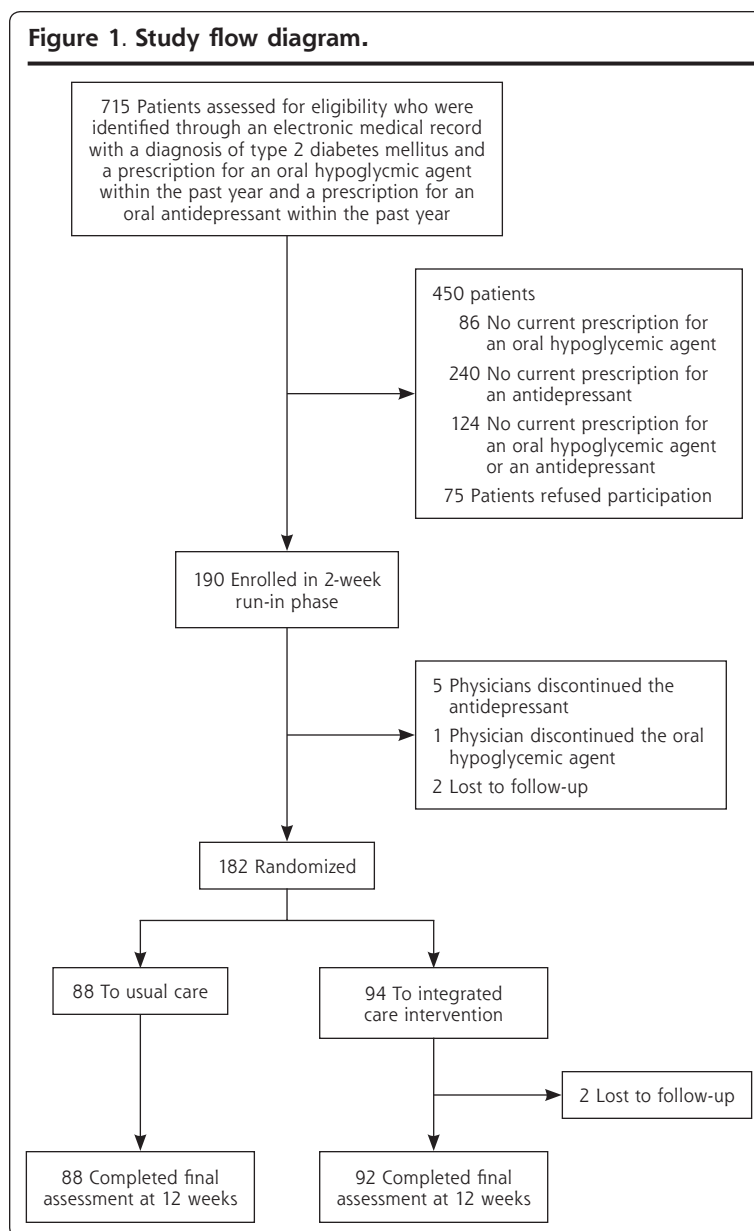 Figure 1. Study flow diagram.
715 Patients assessed for eligibility who were
identified through an electronic medical record
with a diagnosis of type 2 diabetes mellitus and
a prescription for an oral hypoglycmic agent
within the past year and a prescription for an
oral antidepressant within the past year
450 patients
86 No current prescription for
an oral hypoglycemic agent
240 No current prescription for
an antidepressant
124 No current prescription for
an oral hypoglycemic agent
or an antidepressant
75 Patients refused participation
190 Enrolled in 2-week
run-in phase
5 Physicians discontinued the
antidepressant
1 Physician discontinued the oral
hypoglycemic agent
2 Lost to follow-up
182 Randomized
88 To usual care
94 To integrated
care intervention
2 Lost to follow-up
88 Completed final
assessment at 12 weeks
92 Completed final
assessment at 12 weeks